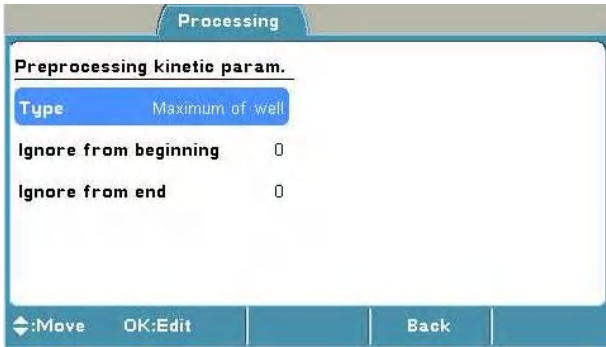 Processing
Preprocessing kinetic param.
Type Maximum of well
Ignore from beginning 0
Ignore from end 0
:Move OK:Edit Back